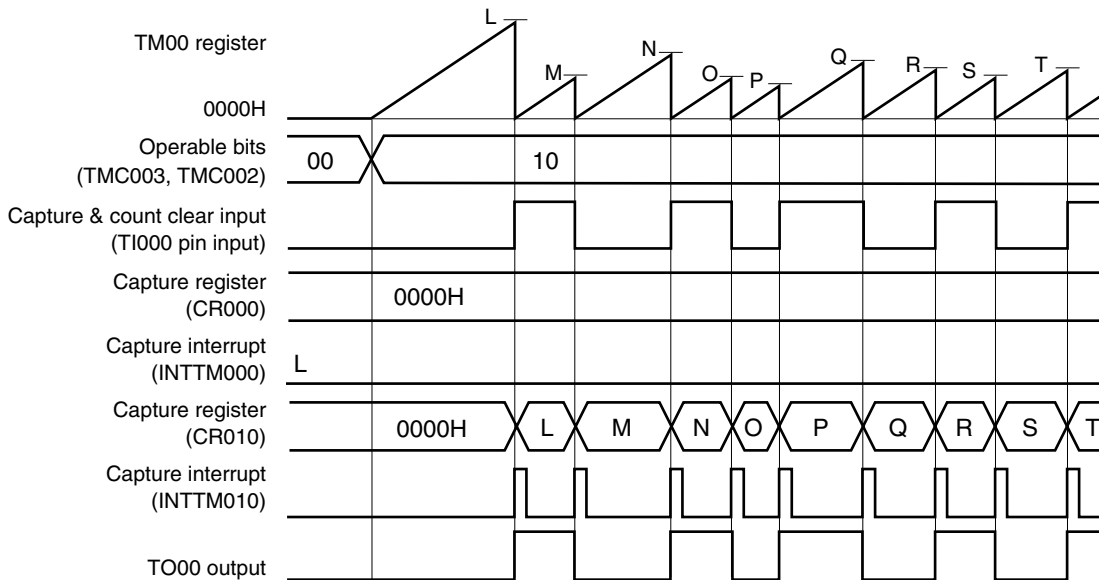 L
TM00 register
N
M
O
P
Q
R
S
T
0000H
Operable bits
(TMC003, TMC002)
00
10
Capture & count clear input
(TI000 pin input)
Capture register
(CR000)
0000H
Capture interrupt
(INTTM000)
L
Capture register
(CR010)
0000H
L
M
N
O
P
Q
R
S
T
Capture interrupt
(INTTM010)
TO00 output